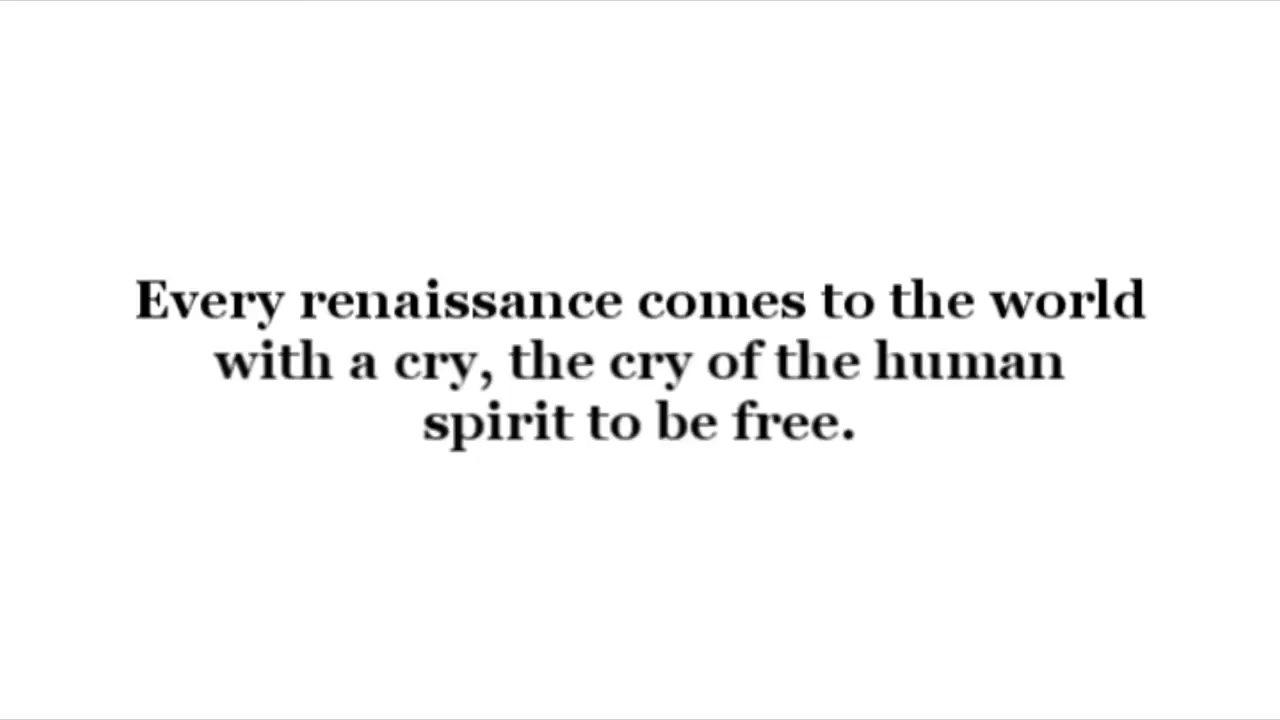 Every renaissance comes to the world
with a cry, the cry of the human
spirit to be free.